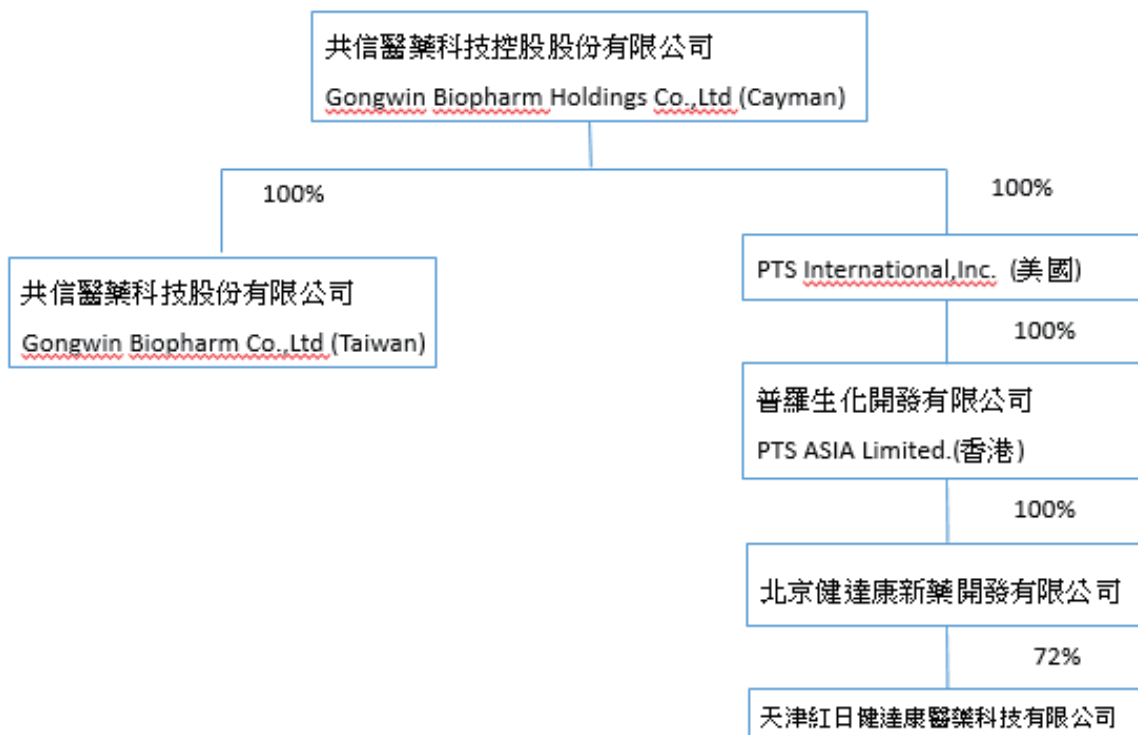 共信醫藥科技控股股份有限公司
Gongwin Biopharm Holdings Co.,Ltd (Cayman)
100%
100%
共信醫藥科技股份有限公司
Gongwin Biopharm Co.,Ltd (Taiwan)
PTS International,Inc. (美國)
100%
普羅生化開發有限公司
PTS ASIA Limited.(香港)
100%
北京健達康新藥開發有限公司
72%
天津紅日健達康醫藥科技有限公司